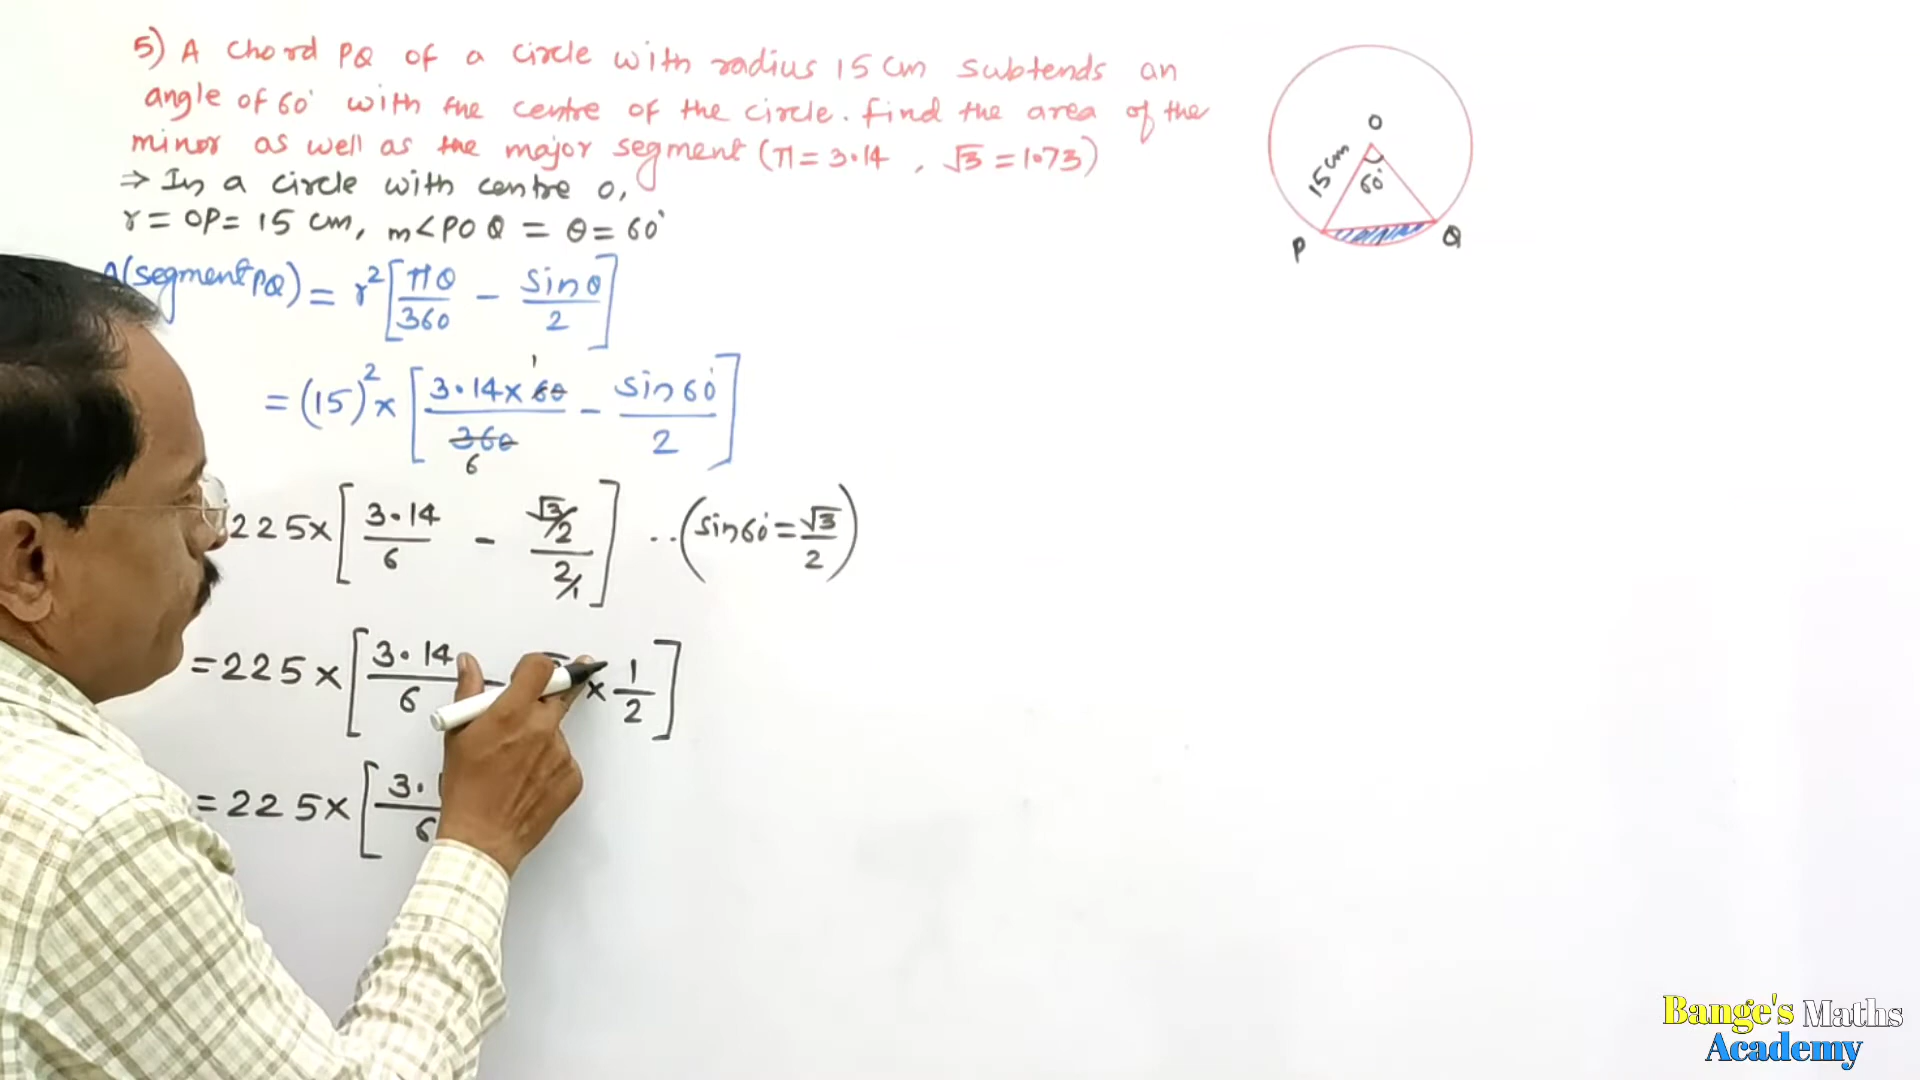 5) A chord PQ of a circle with radius 15 cm subtends an
angle of 60° with the centre of the circle. find the area of the
minor as well as the major segment (π = 3.14 , √3 = 1.73)
⇒ In a circle with centre O,
r = OP = 15 cm, m<POQ = θ = 60°
A(segment PQ) = r² [πθ/360 - sinθ/2]
= (15)² × [3.14 × 60/360 - sin60°/2]
1
6
225 × [3.14/6 - √3/2 / 2/1] .. (sin60° = √3/2)
= 225 × [3.14/6 - × 1/2]
= 225 × [3. /6
O
15 cm
60°
P
Q
Bange's Maths
Academy